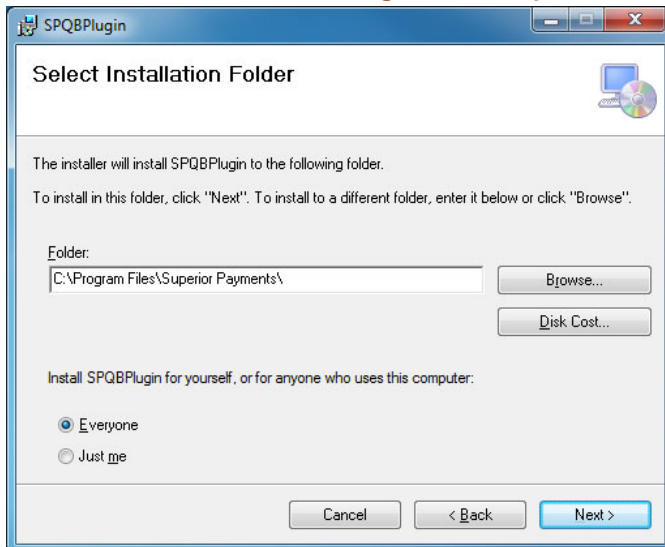 SPQBPlugin
Select Installation Folder
The installer will install SPQBPlugin to the following folder.
To install in this folder, click "Next". To install to a different folder, enter it below or click "Browse".
Folder:
C:\Program Files\Superior Payments\
Browse...
Disk Cost...
Install SPQBPlugin for yourself, or for anyone who uses this computer:
Everyone
Just me
Cancel
< Back
Next >